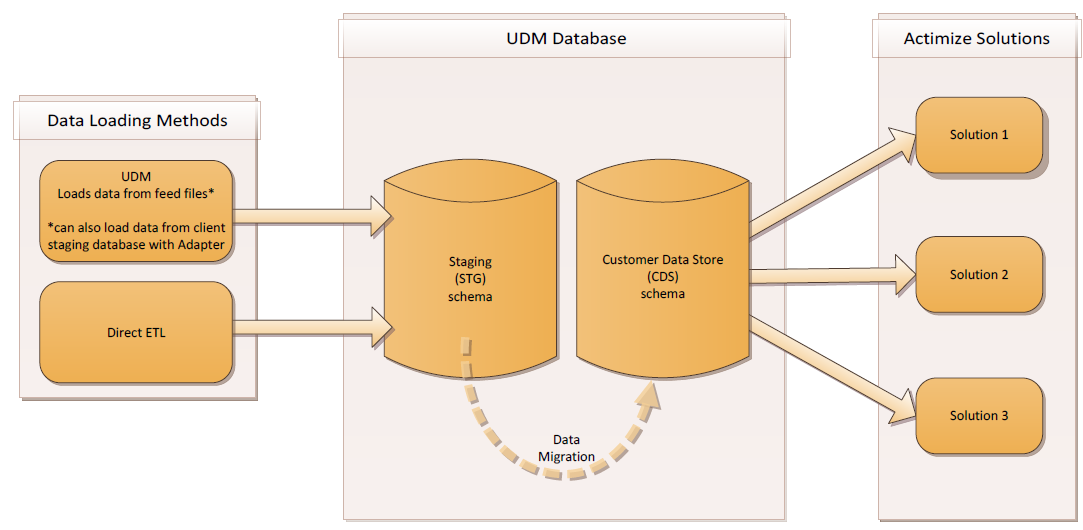 Data Loading Methods
UDM
Loads data from feed files*
*can also load data from client
staging database with Adapter
Direct ETL
UDM Database
Staging
(STG)
schema
Customer Data Store
(CDS)
schema
Data
Migration
Actimize Solutions
Solution 1
Solution 2
Solution 3